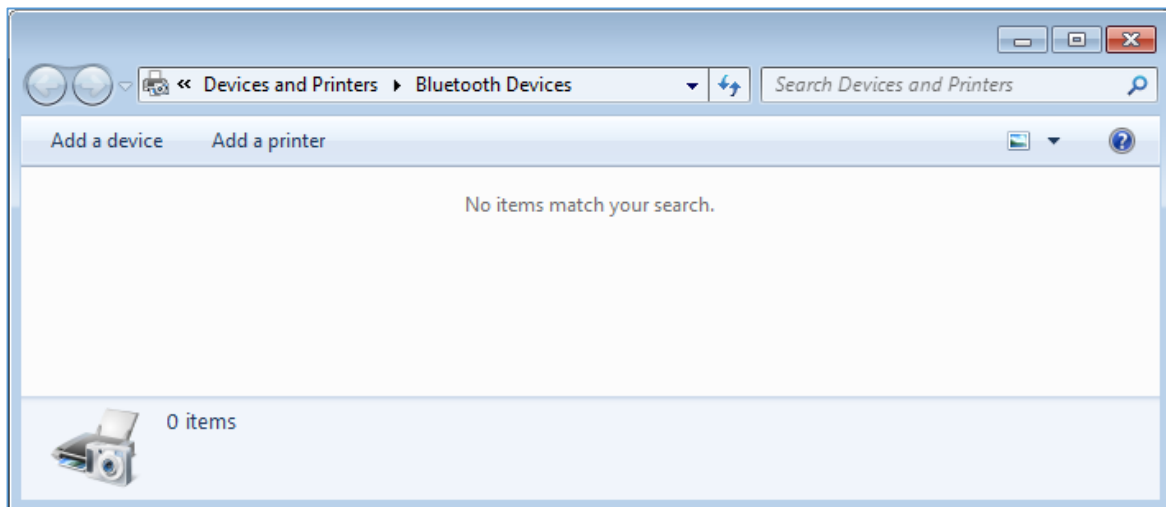 « Devices and Printers ▸ Bluetooth Devices
Search Devices and Printers
Add a device Add a printer
No items match your search.
0 items